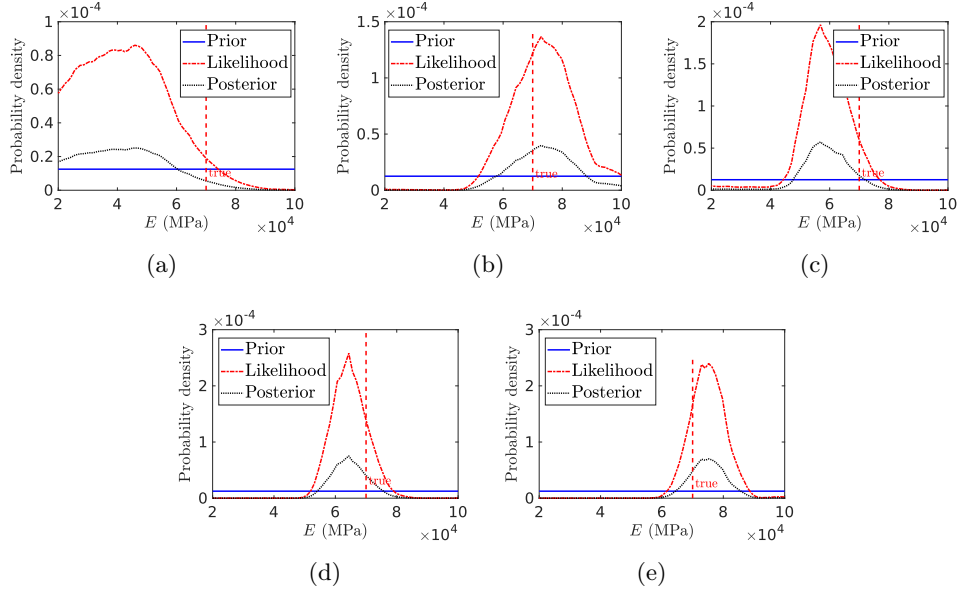 ×10^-4
Probability density
1
0.8
0.6
0.4
0.2
0
Prior
Likelihood
Posterior
true
2 4 6 8 10
E (MPa)
×10^4
(a)
×10^-4
Probability density
1.5
1
0.5
0
Prior
Likelihood
Posterior
true
2 4 6 8 10
E (MPa)
×10^4
(b)
×10^-4
Probability density
2
1
0
Prior
Likelihood
Posterior
true
2 4 6 8 10
E (MPa)
×10^4
(c)
×10^-4
Probability density
3
2
1
0
Prior
Likelihood
Posterior
true
2 4 6 8 10
E (MPa)
×10^4
(d)
×10^-4
Probability density
3
2
1
0
Prior
Likelihood
Posterior
true
2 4 6 8 10
E (MPa)
×10^4
(e)